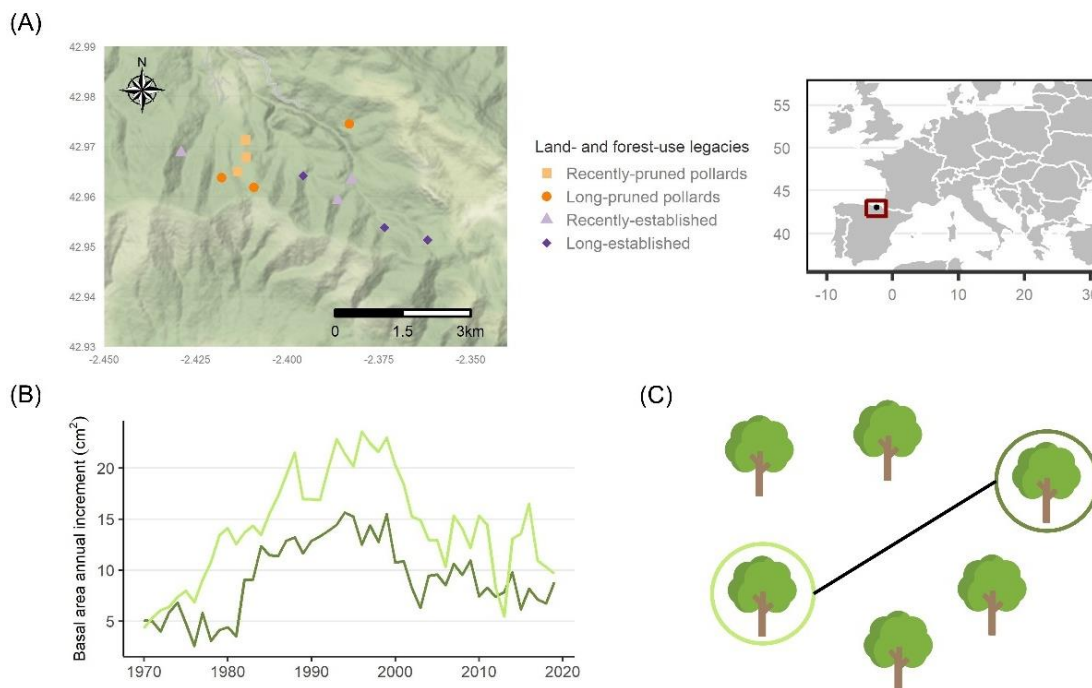 (A)
42.99
42.98
42.97
42.96
42.95
42.94
42.93
N
0 1.5 3km
-2.450 -2.425 -2.400 -2.375 -2.350
Land- and forest-use legacies
Recently-pruned pollards
Long-pruned pollards
Recently-established
Long-established
55
50
45
40
-10 0 10 20 30
(B)
Basal area annual increment (cm²)
20
15
10
5
1970 1980 1990 2000 2010 2020
(C)